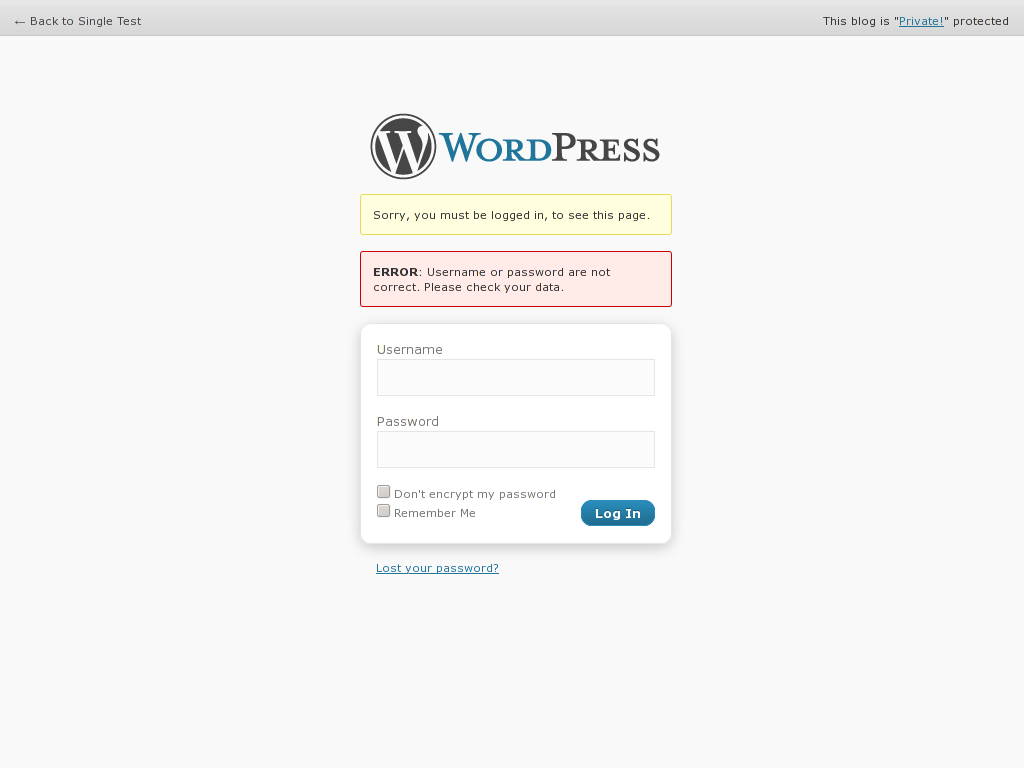 ← Back to Single Test
This blog is "Private!" protected
WORDPRESS
Sorry, you must be logged in, to see this page.
ERROR: Username or password are not
correct. Please check your data.
Username
Password
Don't encrypt my password
Remember Me
Log In
Lost your password?